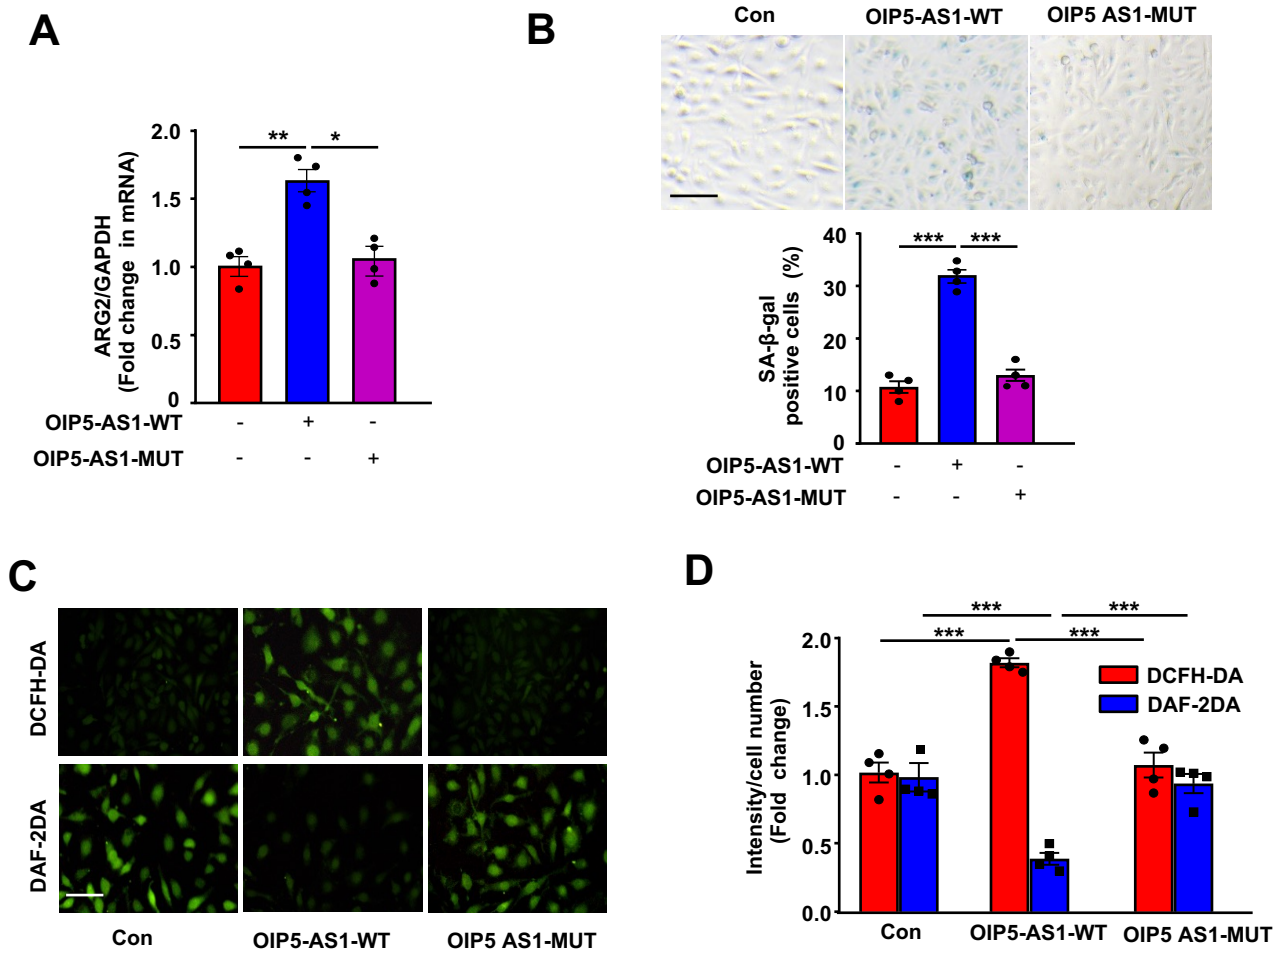 A
2.0
1.5
1.0
0.5
0
ARG2/GAPDH
(Fold change in mRNA)
** *
OIP5-AS1-WT - + -
OIP5-AS1-MUT - - +
B
Con OIP5-AS1-WT OIP5 AS1-MUT
40
30
20
10
0
SA-β-gal
positive cells (%)
*** ***
OIP5-AS1-WT - + -
OIP5-AS1-MUT - - +
C
DCFH-DA
DAF-2DA
Con OIP5-AS1-WT OIP5 AS1-MUT
D
*** ***
*** ***
2.0
1.5
1.0
0.5
0.0
Intensity/cell number
(Fold change)
DCFH-DA
DAF-2DA
Con OIP5-AS1-WT OIP5 AS1-MUT